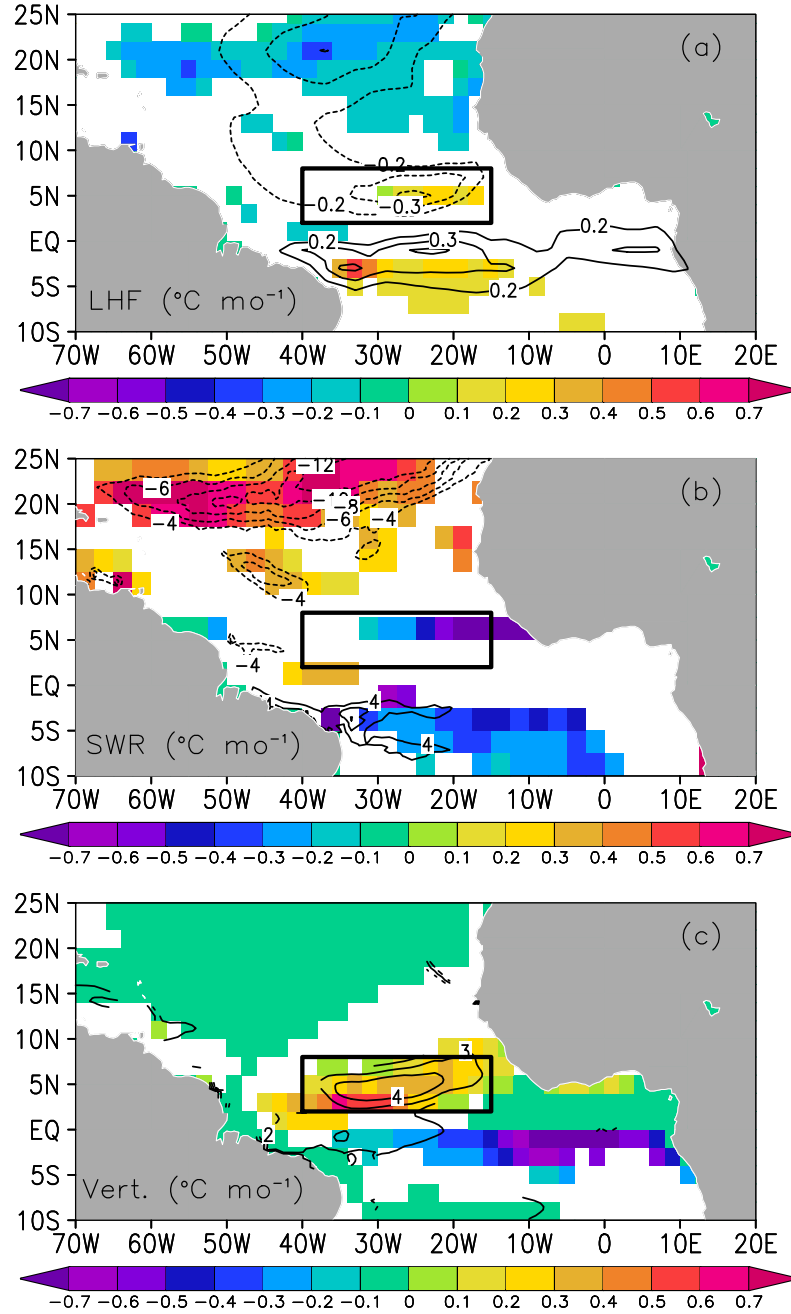 25N
(a)
20N
15N
10N
-0.2
5N
-0.2
-0.3
0.2
0.3
0.2
EQ
5S
0.2
LHF (°C mo⁻¹)
10S
70W 60W 50W 40W 30W 20W 10W 0 10E 20E
-0.7 -0.6 -0.5 -0.4 -0.3 -0.2 -0.1 0 0.1 0.2 0.3 0.4 0.5 0.6 0.7
25N
-12
-6
(b)
20N
-8
-4
-6
-4
15N
10N
-4
5N
-4
EQ
4
5S
4
SWR (°C mo⁻¹)
10S
70W 60W 50W 40W 30W 20W 10W 0 10E 20E
-0.7 -0.6 -0.5 -0.4 -0.3 -0.2 -0.1 0 0.1 0.2 0.3 0.4 0.5 0.6 0.7
25N
(c)
20N
15N
10N
3
5N
4
EQ
2
5S
Vert. (°C mo⁻¹)
10S
70W 60W 50W 40W 30W 20W 10W 0 10E 20E
-0.7 -0.6 -0.5 -0.4 -0.3 -0.2 -0.1 0 0.1 0.2 0.3 0.4 0.5 0.6 0.7